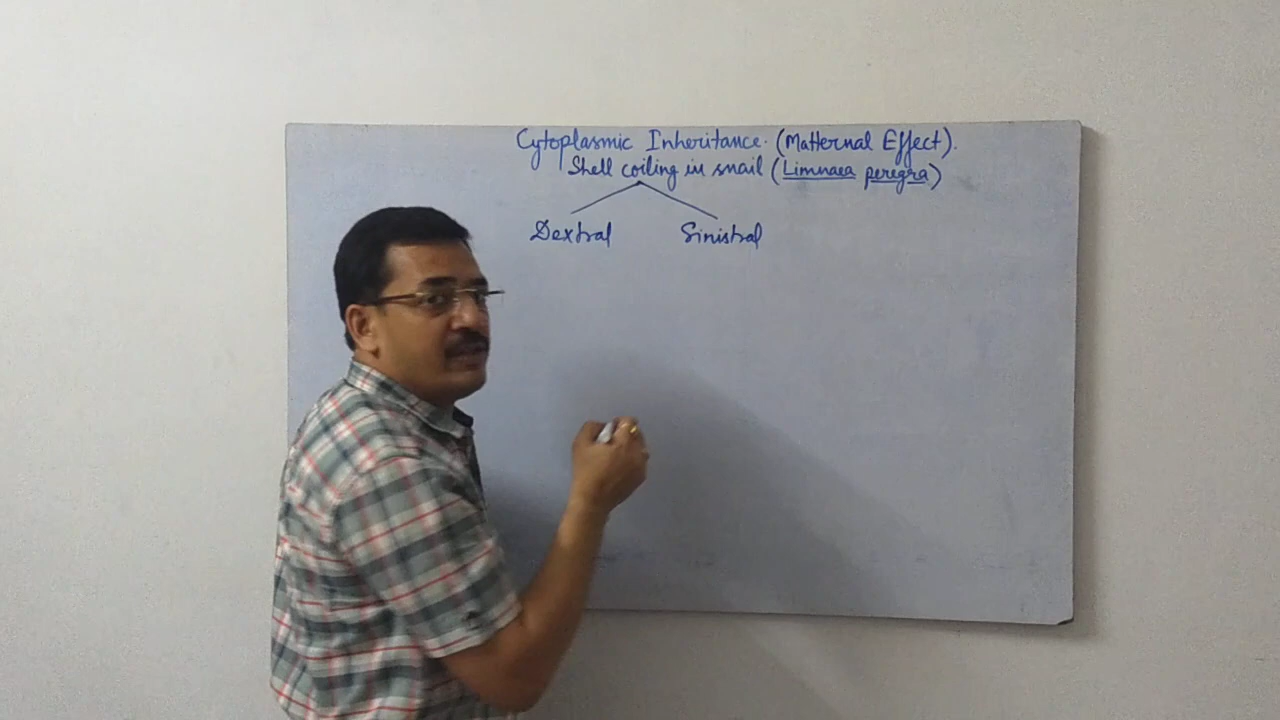 Cytoplasmic Inheritance. (Matternal Effect).
Shell coiling in snail (Limnaea peregra)
Dextral Sinistral